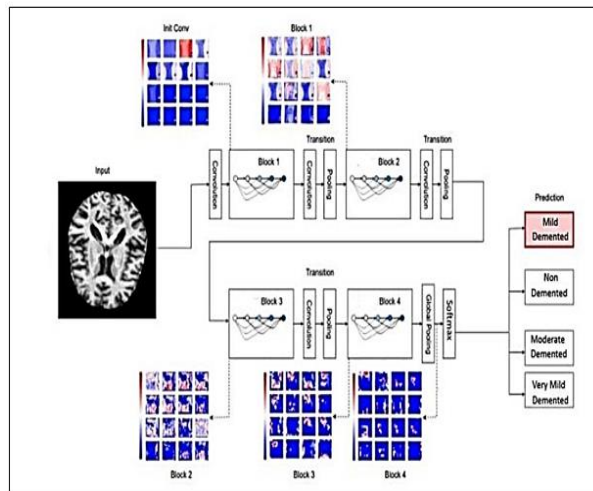 Init Conv
Block 1
Input
Convolution
Block 1
Transition
Convolution
Pooling
Block 2
Transition
Convolution
Pooling
Prediction
Mild
Demented
Non
Demented
Moderate
Demented
Very Mild
Demented
Block 3
Transition
Convolution
Pooling
Block 4
Global Pooling
Softmax
Block 2
Block 3
Block 4